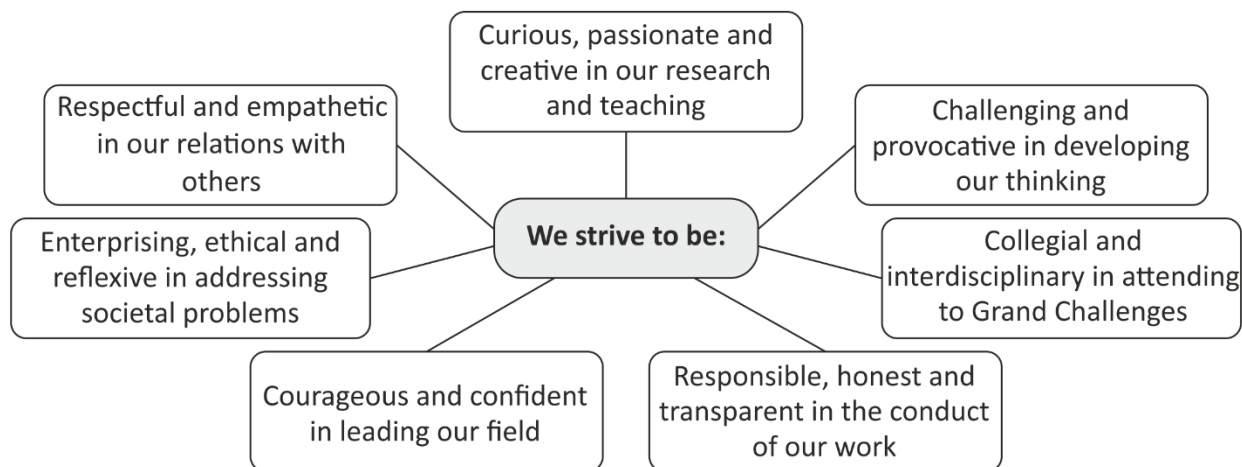 Curious, passionate and
creative in our research
and teaching
Respectful and empathetic
in our relations with
others
Challenging and
provocative in developing
our thinking
We strive to be:
Enterprising, ethical and
reflexive in addressing
societal problems
Collegial and
interdisciplinary in attending
to Grand Challenges
Courageous and confident
in leading our field
Responsible, honest and
transparent in the conduct
of our work